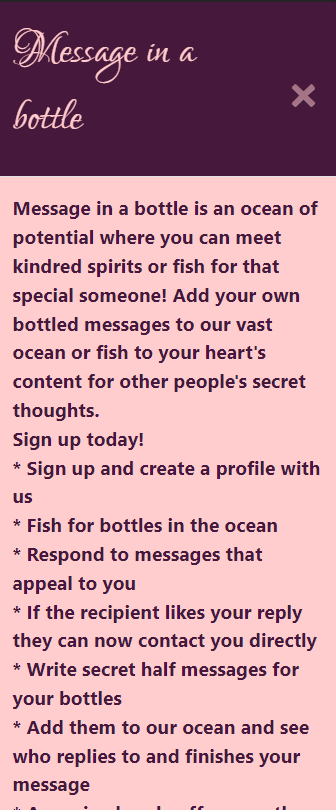 Message in a
bottle
Message in a bottle is an ocean of
potential where you can meet
kindred spirits or fish for that
special someone! Add your own
bottled messages to our vast
ocean or fish to your heart's
content for other people's secret
thoughts.
Sign up today!
* Sign up and create a profile with
us
* Fish for bottles in the ocean
* Respond to messages that
appeal to you
* If the recipient likes your reply
they can now contact you directly
* Write secret half messages for
your bottles
* Add them to our ocean and see
who replies to and finishes your
message